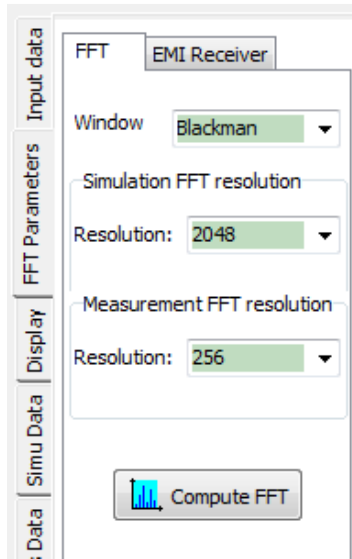 Input data
FFT Parameters
Display
Simu Data
s Data
FFT
EMI Receiver
Window
Blackman
Simulation FFT resolution
Resolution:
2048
Measurement FFT resolution
Resolution:
256
Compute FFT